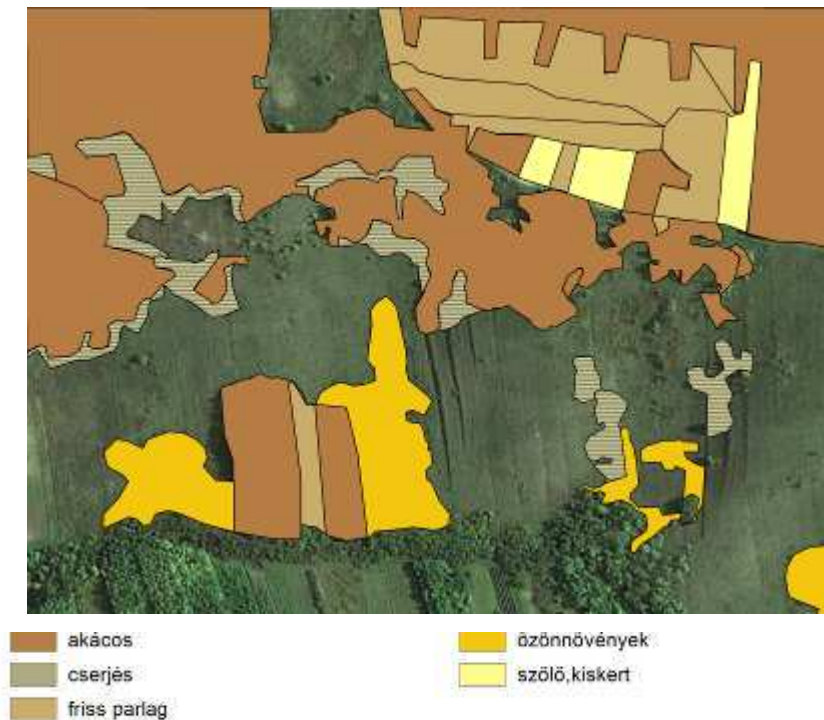 akácos
cserjés
friss parlag
özönnövények
szőlő,kiskert